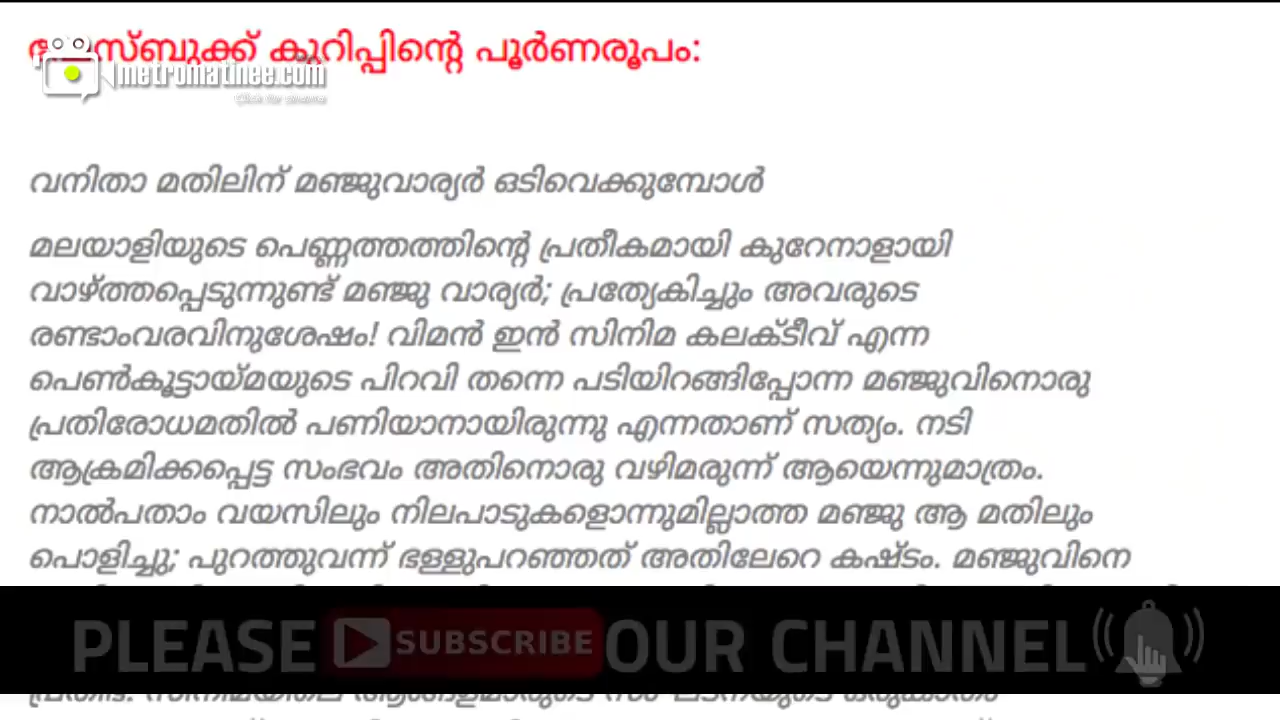 കുറിപ്പിന്റെ പൂർണരൂപം:
metromatinee.com
Click for cinema
വനിതാ മതിലിന് മഞ്ജുവാര്യർ ഒടിവെക്കുമ്പോൾ
മലയാളിയുടെ പെണ്ണത്തത്തിന്റെ പ്രതീകമായി കുറേനാളായി
വാഴ്ത്തപ്പെടുന്നുണ്ട് മഞ്ജു വാര്യർ; പ്രത്യേകിച്ചും അവരുടെ
രണ്ടാംവരവിനുശേഷം! വിമൻ ഇൻ സിനിമ കലക്ടീവ് എന്ന
പെൺകൂട്ടായ്മയുടെ പിറവി തന്നെ പടിയിറങ്ങിപ്പോന്ന മഞ്ജുവിനൊരു
പ്രതിരോധമതിൽ പണിയാനായിരുന്നു എന്നതാണ് സത്യം. നടി
ആക്രമിക്കപ്പെട്ട സംഭവം അതിനൊരു വഴിമരുന്ന് ആയെന്നുമാത്രം.
നാൽപതാം വയസിലും നിലപാടുകളൊന്നുമില്ലാത്ത മഞ്ജു ആ മതിലും
പൊളിച്ചു; പുറത്തുവന്ന് ഭള്ളുപറഞ്ഞത് അതിലേറെ കഷ്ടം. മഞ്ജുവിനെ
PLEASE SUBSCRIBE OUR CHANNEL